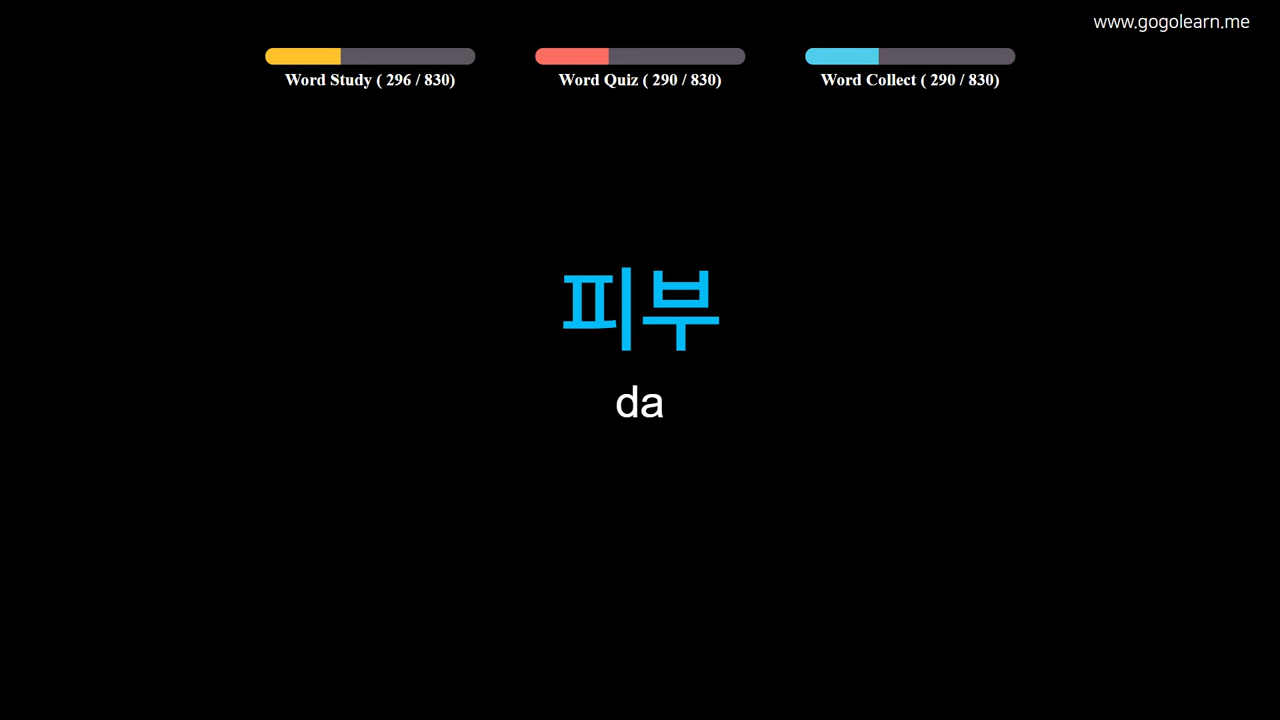 www.gogolearn.me
Word Study ( 296 / 830)
Word Quiz ( 290 / 830)
Word Collect ( 290 / 830)
피부
da